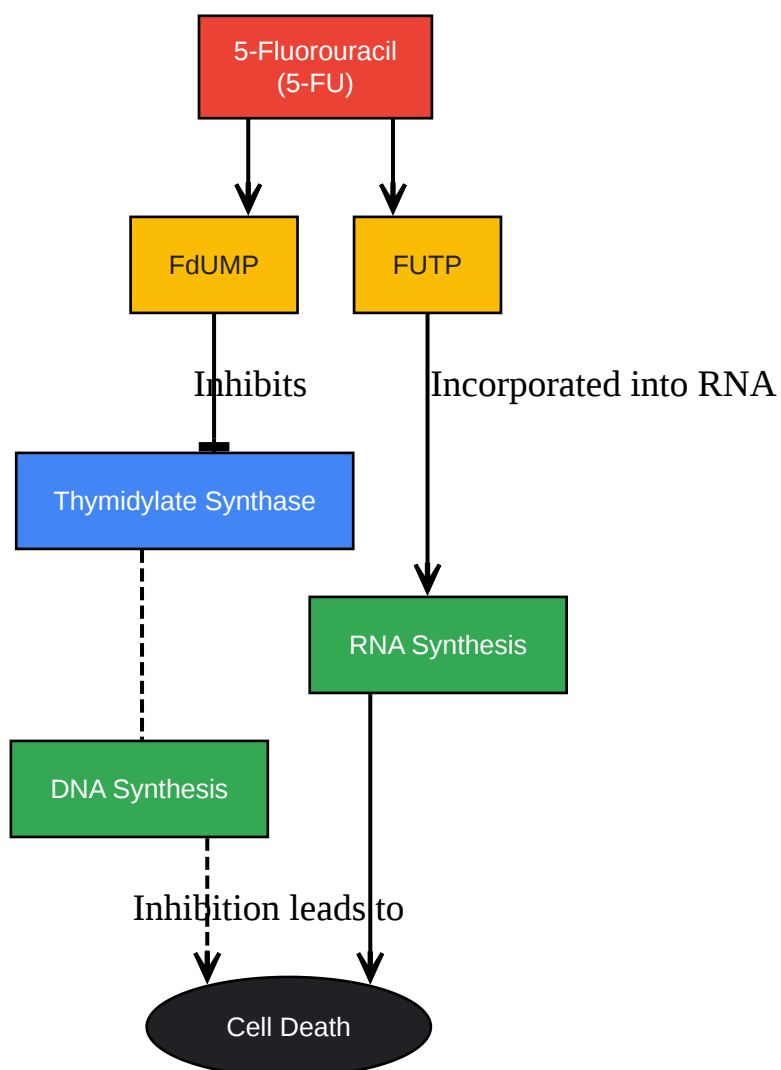 5-Fluorouracil
(5-FU)
FdUMP
FUTP
Inhibits
Incorporated into RNA
Thymidylate Synthase
RNA Synthesis
DNA Synthesis
Inhibition leads to
Cell Death